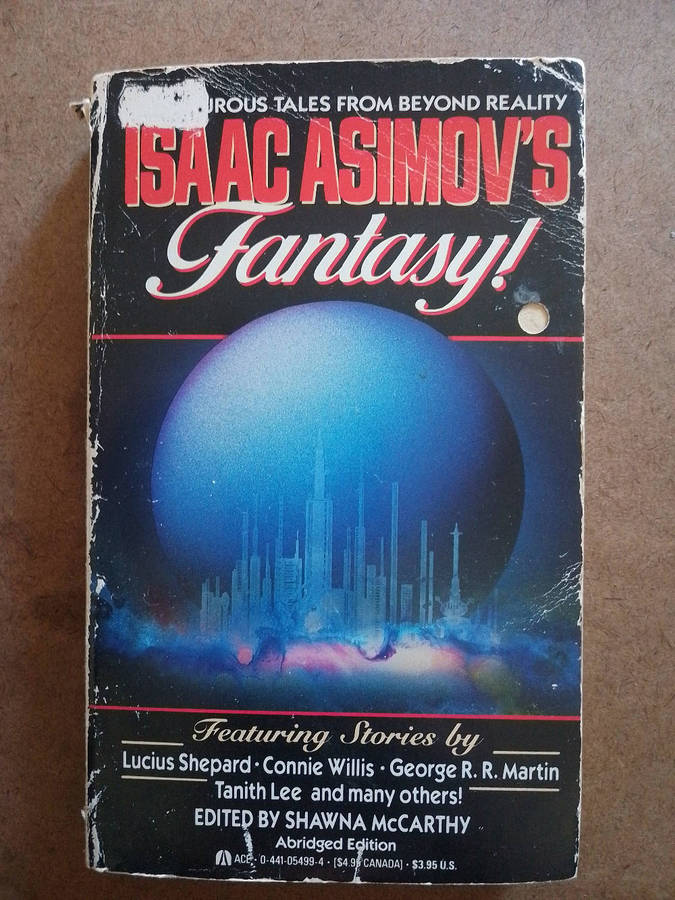 UROUS TALES FROM BEYOND REALITY
ISAAC ASIMOV'S
Fantasy!
Featuring Stories by
Lucius Shepard · Connie Willis · George R. R. Martin
Tanith Lee and many others!
EDITED BY SHAWNA McCARTHY
Abridged Edition
ACE · 0-441-05499-4 · [$4.95 CANADA] · $3.95 U.S.